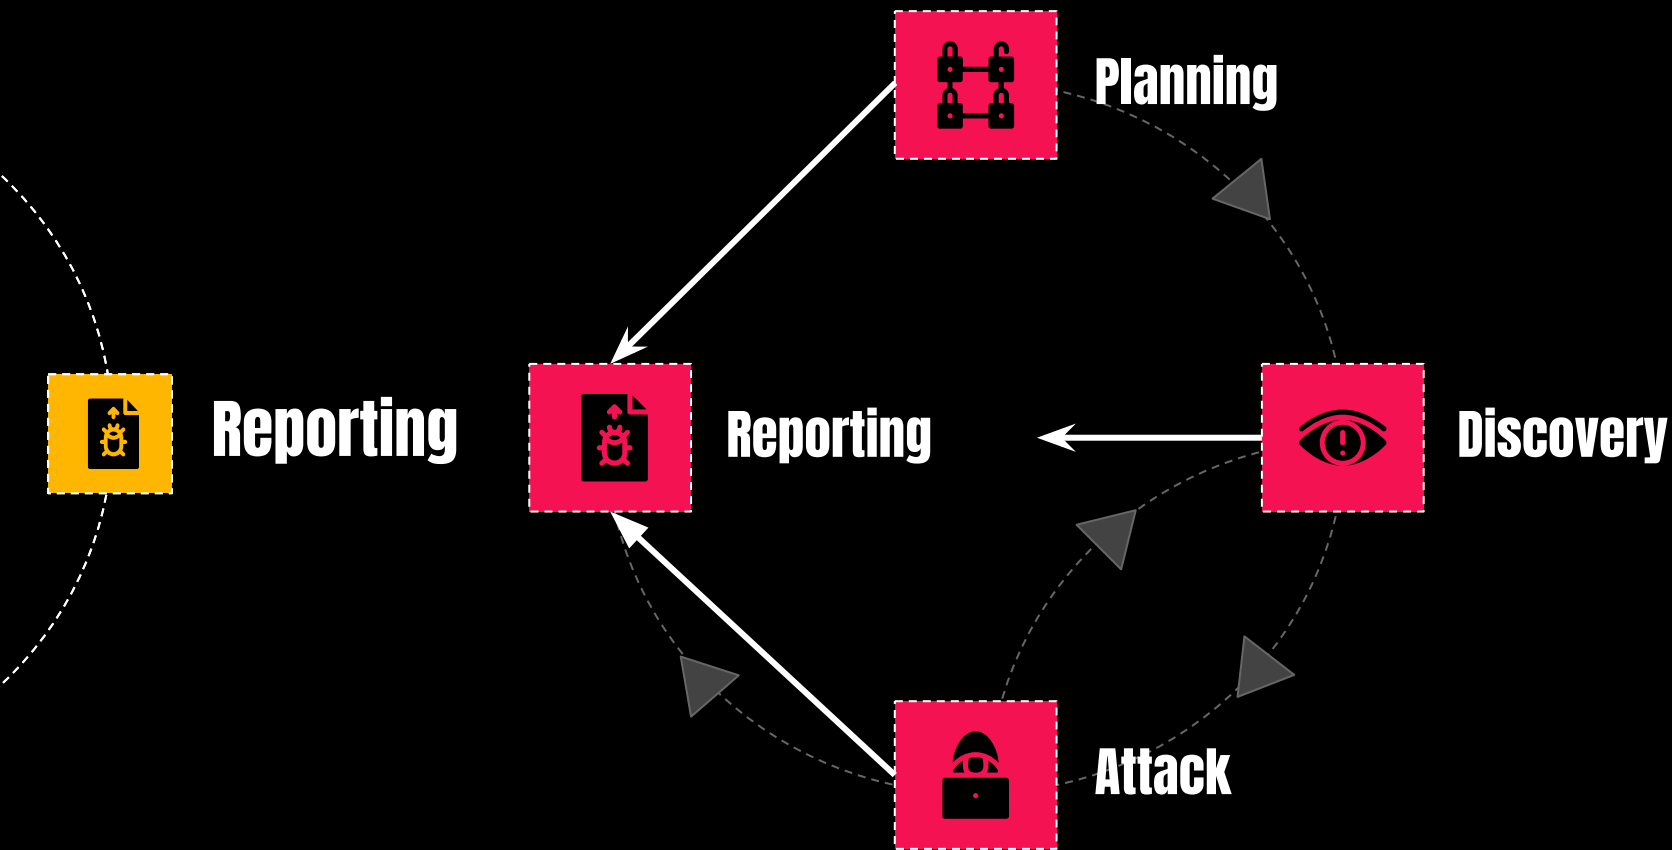 Planning
Reporting
Reporting
Discovery
Attack